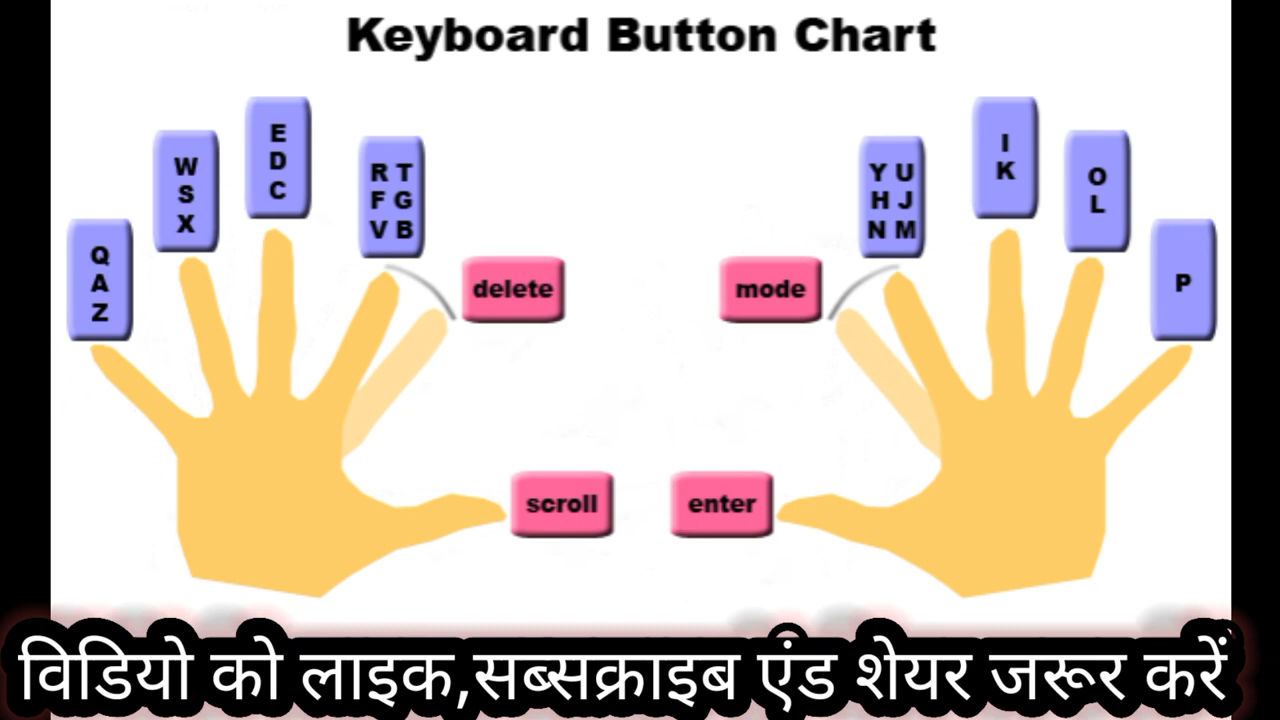 Keyboard Button Chart
Q
A
Z
W
S
X
E
D
C
R T
F G
V B
delete
mode
Y U
H J
N M
I
K
O
L
P
scroll
enter
विडियो को लाइक,सब्सक्राइब एंड शेयर जरूर करें